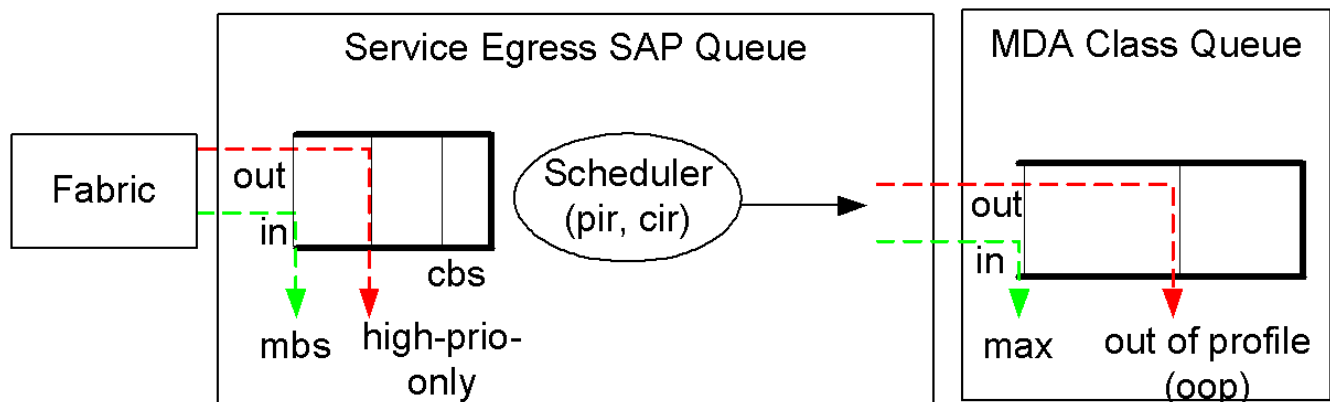 Service Egress SAP Queue
MDA Class Queue
Fabric
out
in
cbs
mbs
high-prio-
only
Scheduler
(pir, cir)
out
in
max
out of profile
(oop)